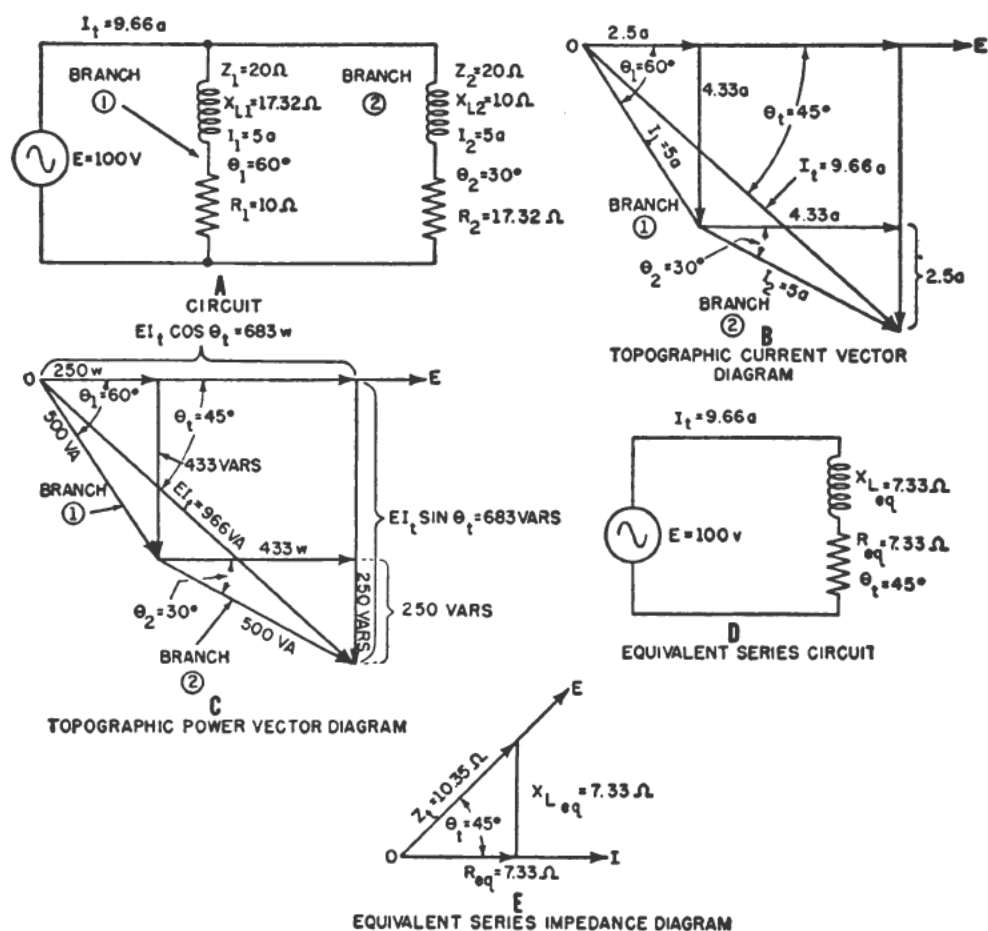 It=9.66a
BRANCH
①
Z1=20Ω
XL1=17.32Ω
I1=5a
θ1=60°
R1=10Ω
E=100V
BRANCH
②
Z2=20Ω
XL2=10Ω
I2=5a
θ2=30°
R2=17.32Ω
A
CIRCUIT
O
2.5a
E
θ1=60°
4.33a
θt=45°
I1=5a
It=9.66a
BRANCH
①
4.33a
θ2=30°
I2=5a
2.5a
BRANCH
②
B
TOPOGRAPHIC CURRENT VECTOR
DIAGRAM
EIt COS θt=683w
O
250w
E
θ1=60°
θt=45°
500 VA
433 VARS
BRANCH
①
EIt=966VA
EIt SIN θt=683VARS
433w
θ2=30°
250 VARS
250 VARS
500 VA
BRANCH
②
C
TOPOGRAPHIC POWER VECTOR DIAGRAM
It=9.66a
XLeq=7.33Ω
E=100v
Req=7.33Ω
θt=45°
D
EQUIVALENT SERIES CIRCUIT
E
Zt=10.35Ω
XLeq=7.33Ω
θt=45°
O
I
Req=7.33Ω
E
EQUIVALENT SERIES IMPEDANCE DIAGRAM